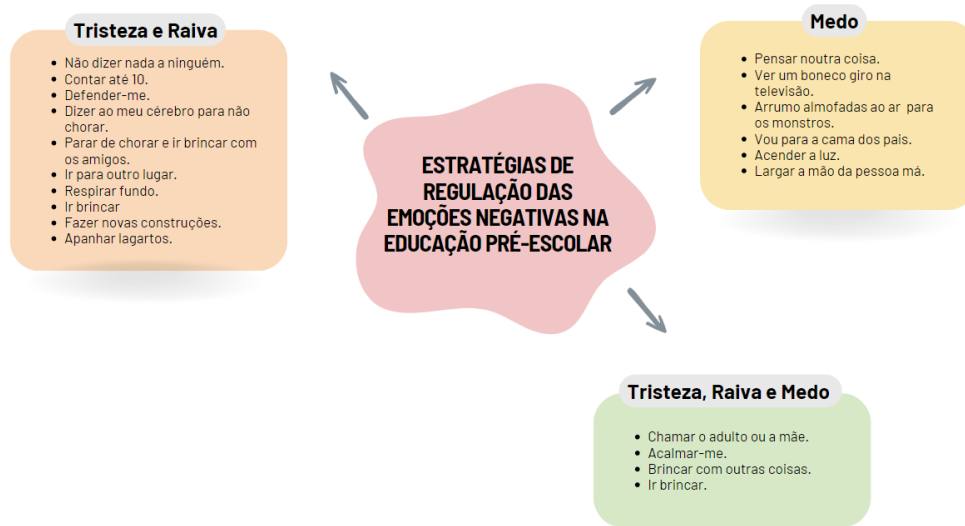 Tristeza e Raiva
• Não dizer nada a ninguém.
• Contar até 10.
• Defender-me.
• Dizer ao meu cérebro para não
chorar.
• Parar de chorar e ir brincar com
os amigos.
• Ir para outro lugar.
• Respirar fundo.
• Ir brincar
• Fazer novas construções.
• Apanhar lagartos.
ESTRATÉGIAS DE
REGULAÇÃO DAS
EMOÇÕES NEGATIVAS NA
EDUCAÇÃO PRÉ-ESCOLAR
Medo
• Pensar noutra coisa.
• Ver um boneco giro na
televisão.
• Arrumo almofadas ao ar para
os monstros.
• Vou para a cama dos pais.
• Acender a luz.
• Largar a mão da pessoa má.
Tristeza, Raiva e Medo
• Chamar o adulto ou a mãe.
• Acalmar-me.
• Brincar com outras coisas.
• Ir brincar.